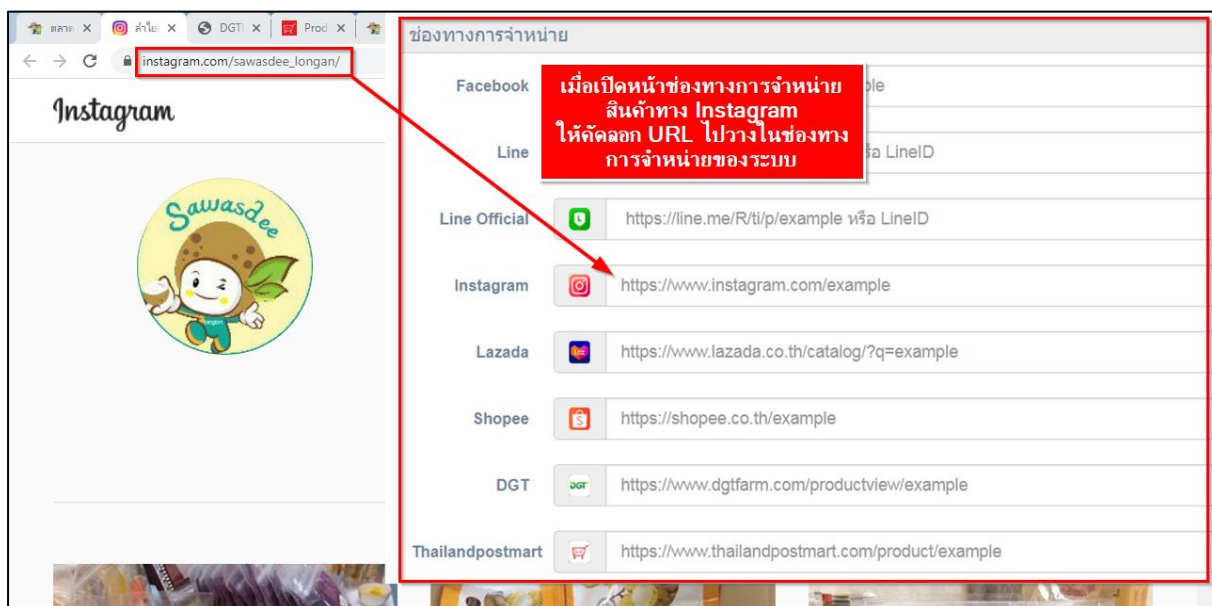 ตลาด
ลำไย
DGT
Prod
instagram.com/sawasdee_longan/
Instagram
Sawasdee
ช่องทางการจำหน่าย
Facebook
เมื่อเปิดหน้าช่องทางการจำหน่าย
สินค้าทาง Instagram
ให้คัดลอก URL ไปวางในช่องทาง
การจำหน่ายของระบบ
Line
LineID
Line Official
https://line.me/R/ti/p/example หรือ LineID
Instagram
https://www.instagram.com/example
Lazada
https://www.lazada.co.th/catalog/?q=example
Shopee
https://shopee.co.th/example
DGT
DGT
https://www.dgtfarm.com/productview/example
Thailandpostmart
https://www.thailandpostmart.com/product/example